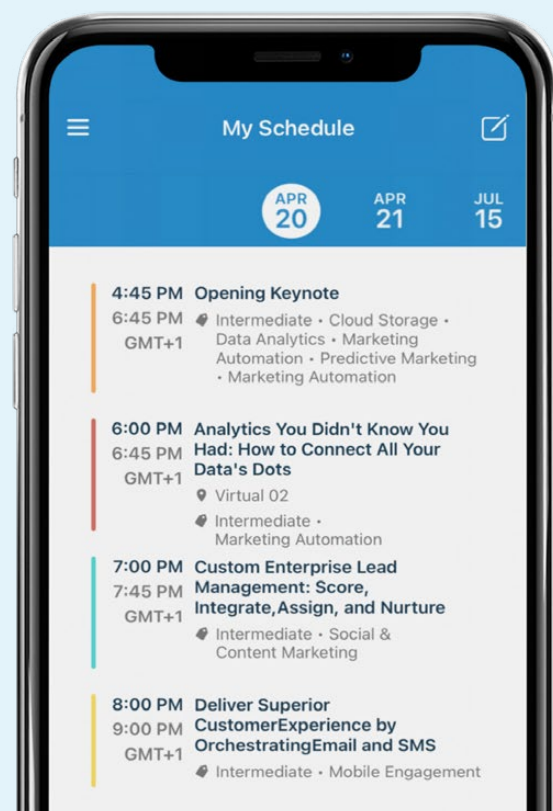 My Schedule
APR
20
APR
21
JUL
15
4:45 PM Opening Keynote
6:45 PM Intermediate • Cloud Storage •
GMT+1 Data Analytics • Marketing
Automation • Predictive Marketing
• Marketing Automation
6:00 PM Analytics You Didn't Know You
6:45 PM Had: How to Connect All Your
GMT+1 Data's Dots
Virtual 02
Intermediate •
Marketing Automation
7:00 PM Custom Enterprise Lead
7:45 PM Management: Score,
GMT+1 Integrate,Assign, and Nurture
Intermediate • Social &
Content Marketing
8:00 PM Deliver Superior
9:00 PM CustomerExperience by
GMT+1 OrchestratingEmail and SMS
Intermediate • Mobile Engagement